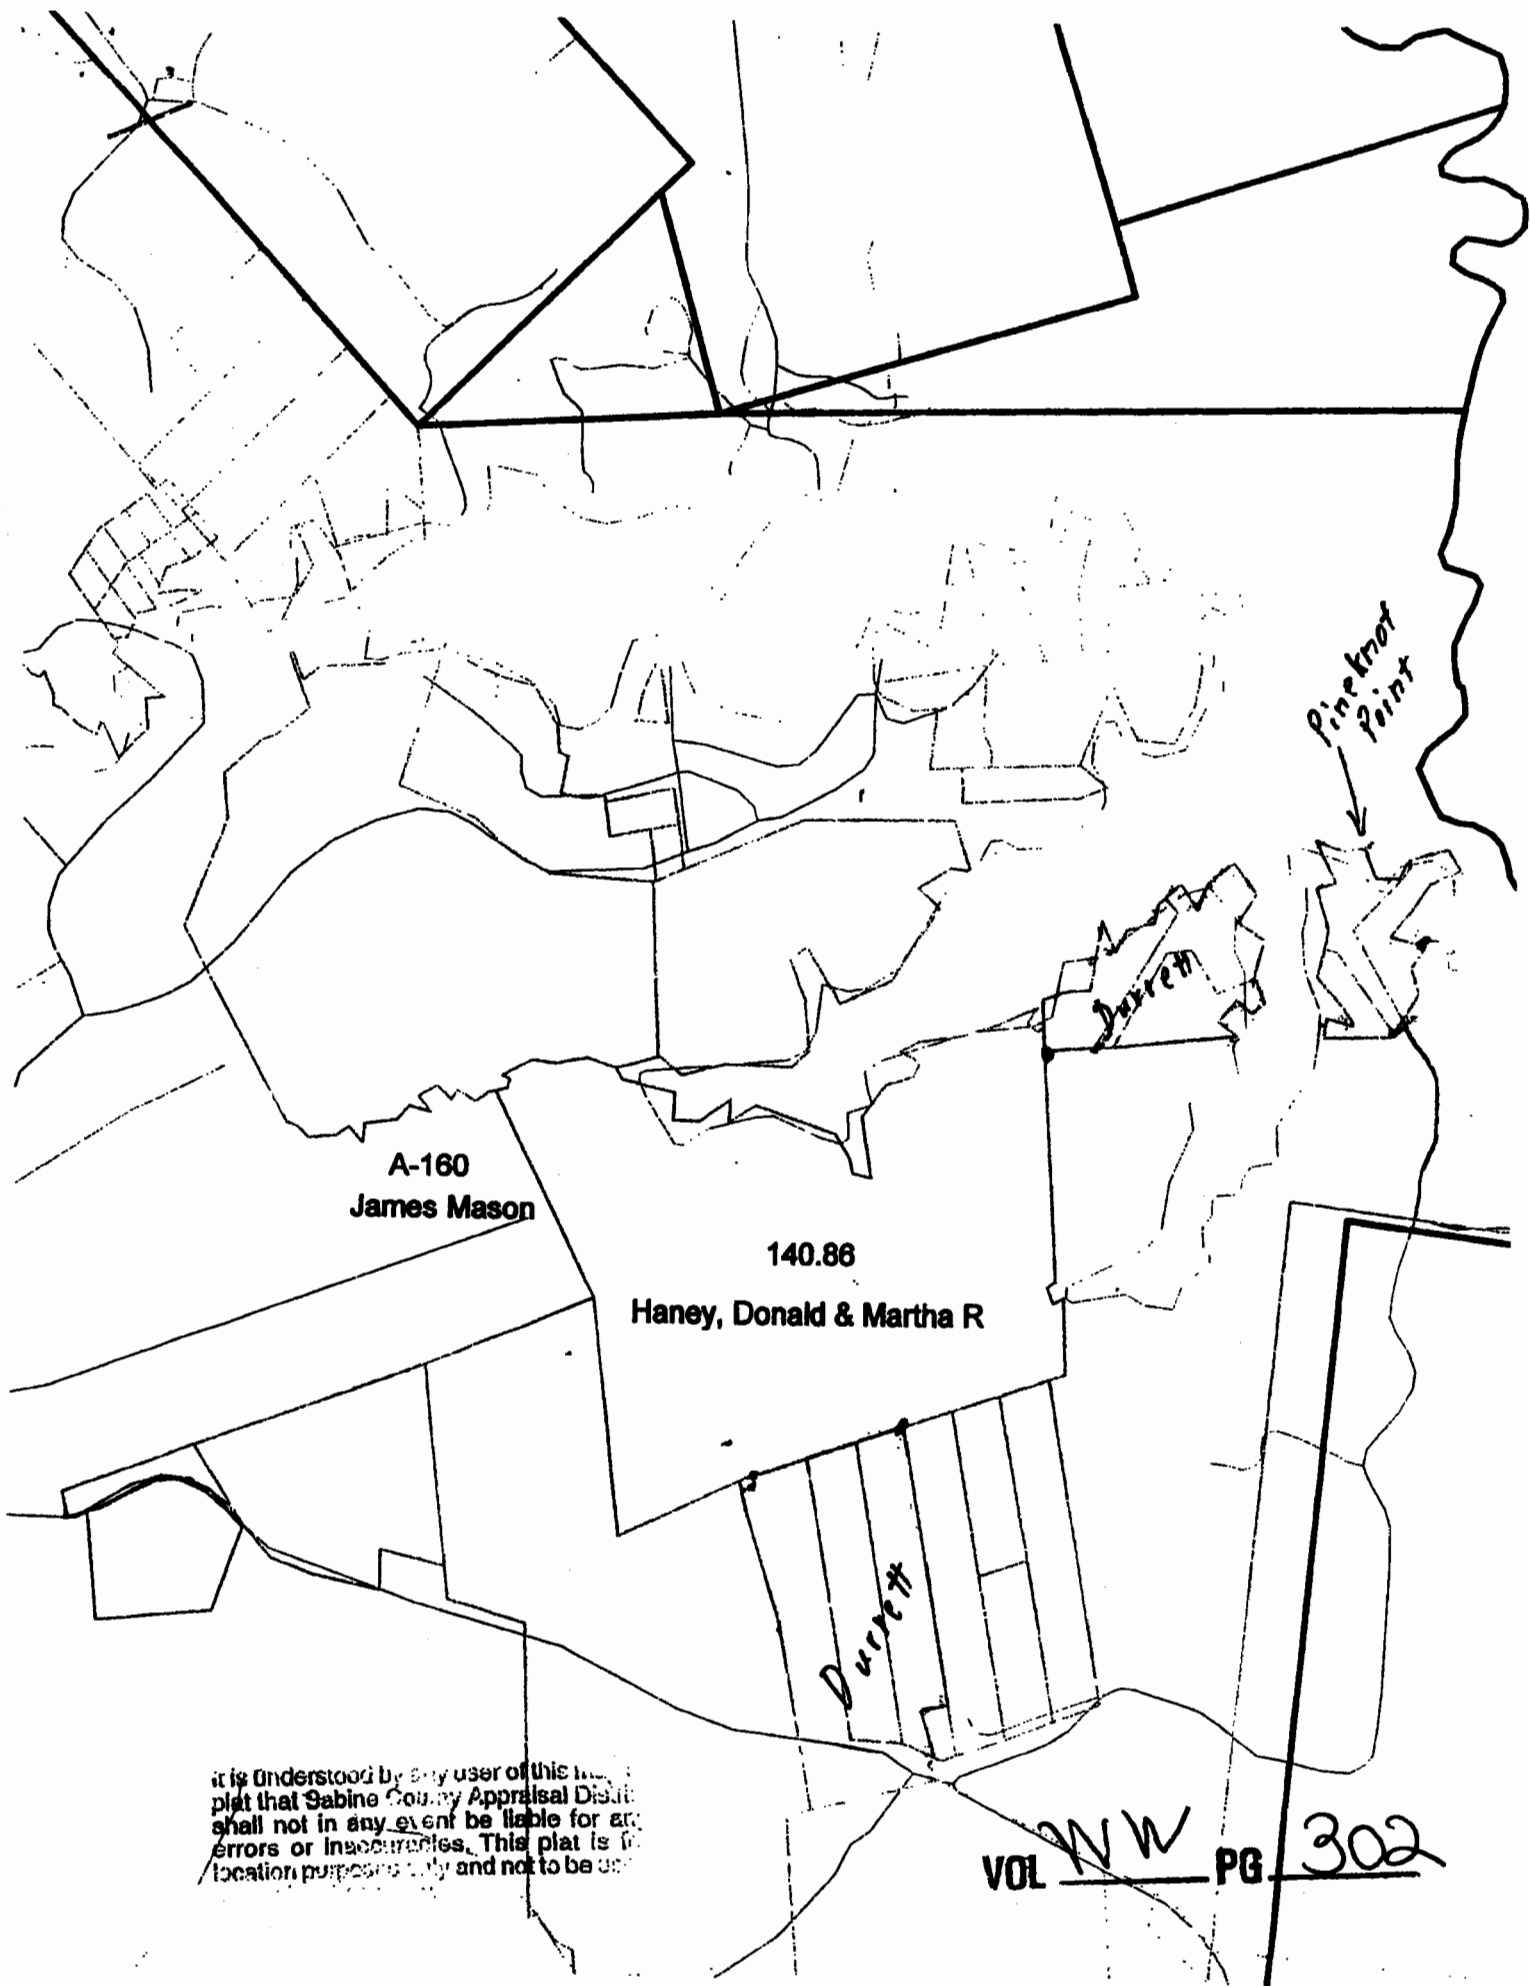 Pineknot
Point
Durrett
A-160
James Mason
140.86
Haney, Donald & Martha R
Durrett
it is understood by any user of this
plat that Sabine County Appraisal
shall not in any event be liable for
errors or inaccuracies. This plat is
location purposes only and not to be
VOL WW PG 302